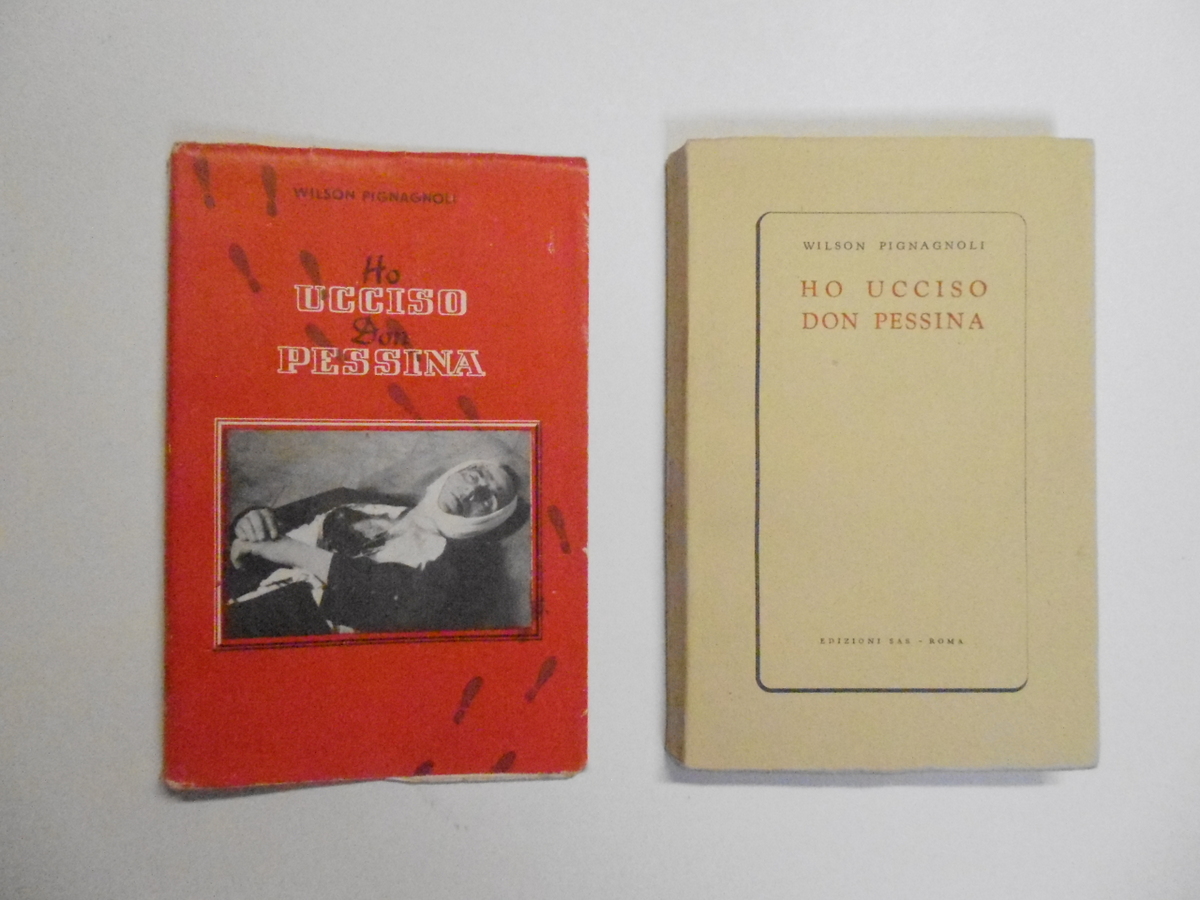 WILSON PIGNAGNOLI
Ho
UCCISO
Don
PESSINA
WILSON PIGNAGNOLI
HO UCCISO
DON PESSINA
EDIZIONI SAS - ROMA